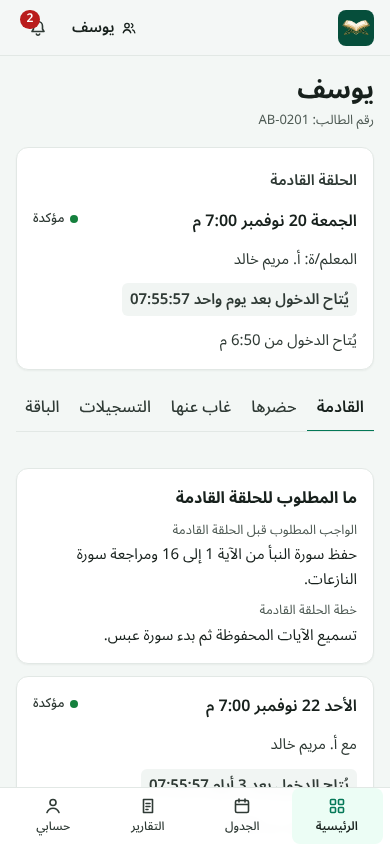 يوسف
2
يوسف
رقم الطالب: AB-0201
الحلقة القادمة
الجمعة 20 نوفمبر 7:00 م
مؤكدة
المعلم/ة: أ. مريم خالد
يُتاح الدخول بعد يوم واحد 07:55:57
يُتاح الدخول من 6:50 م
القادمة
حضرها
غاب عنها
التسجيلات
الباقة
ما المطلوب للحلقة القادمة
الواجب المطلوب قبل الحلقة القادمة
حفظ سورة النبأ من الآية 1 إلى 16 ومراجعة سورة
النازعات.
خطة الحلقة القادمة
تسميع الآيات المحفوظة ثم بدء سورة عبس.
الأحد 22 نوفمبر 7:00 م
مؤكدة
مع أ. مريم خالد
يُتاح الدخول بعد 3 أيام 07:55:57
الرئيسية
الجدول
التقارير
حسابي